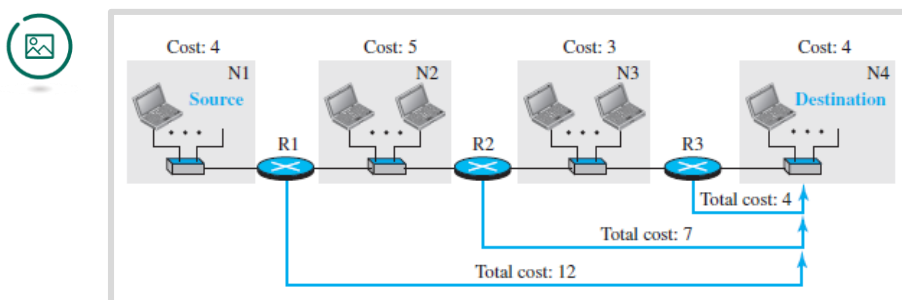 Cost: 4 Cost: 5 Cost: 3 Cost: 4
N1 N2 N3 N4
Source Destination
R1 R2 R3
Total cost: 4
Total cost: 7
Total cost: 12